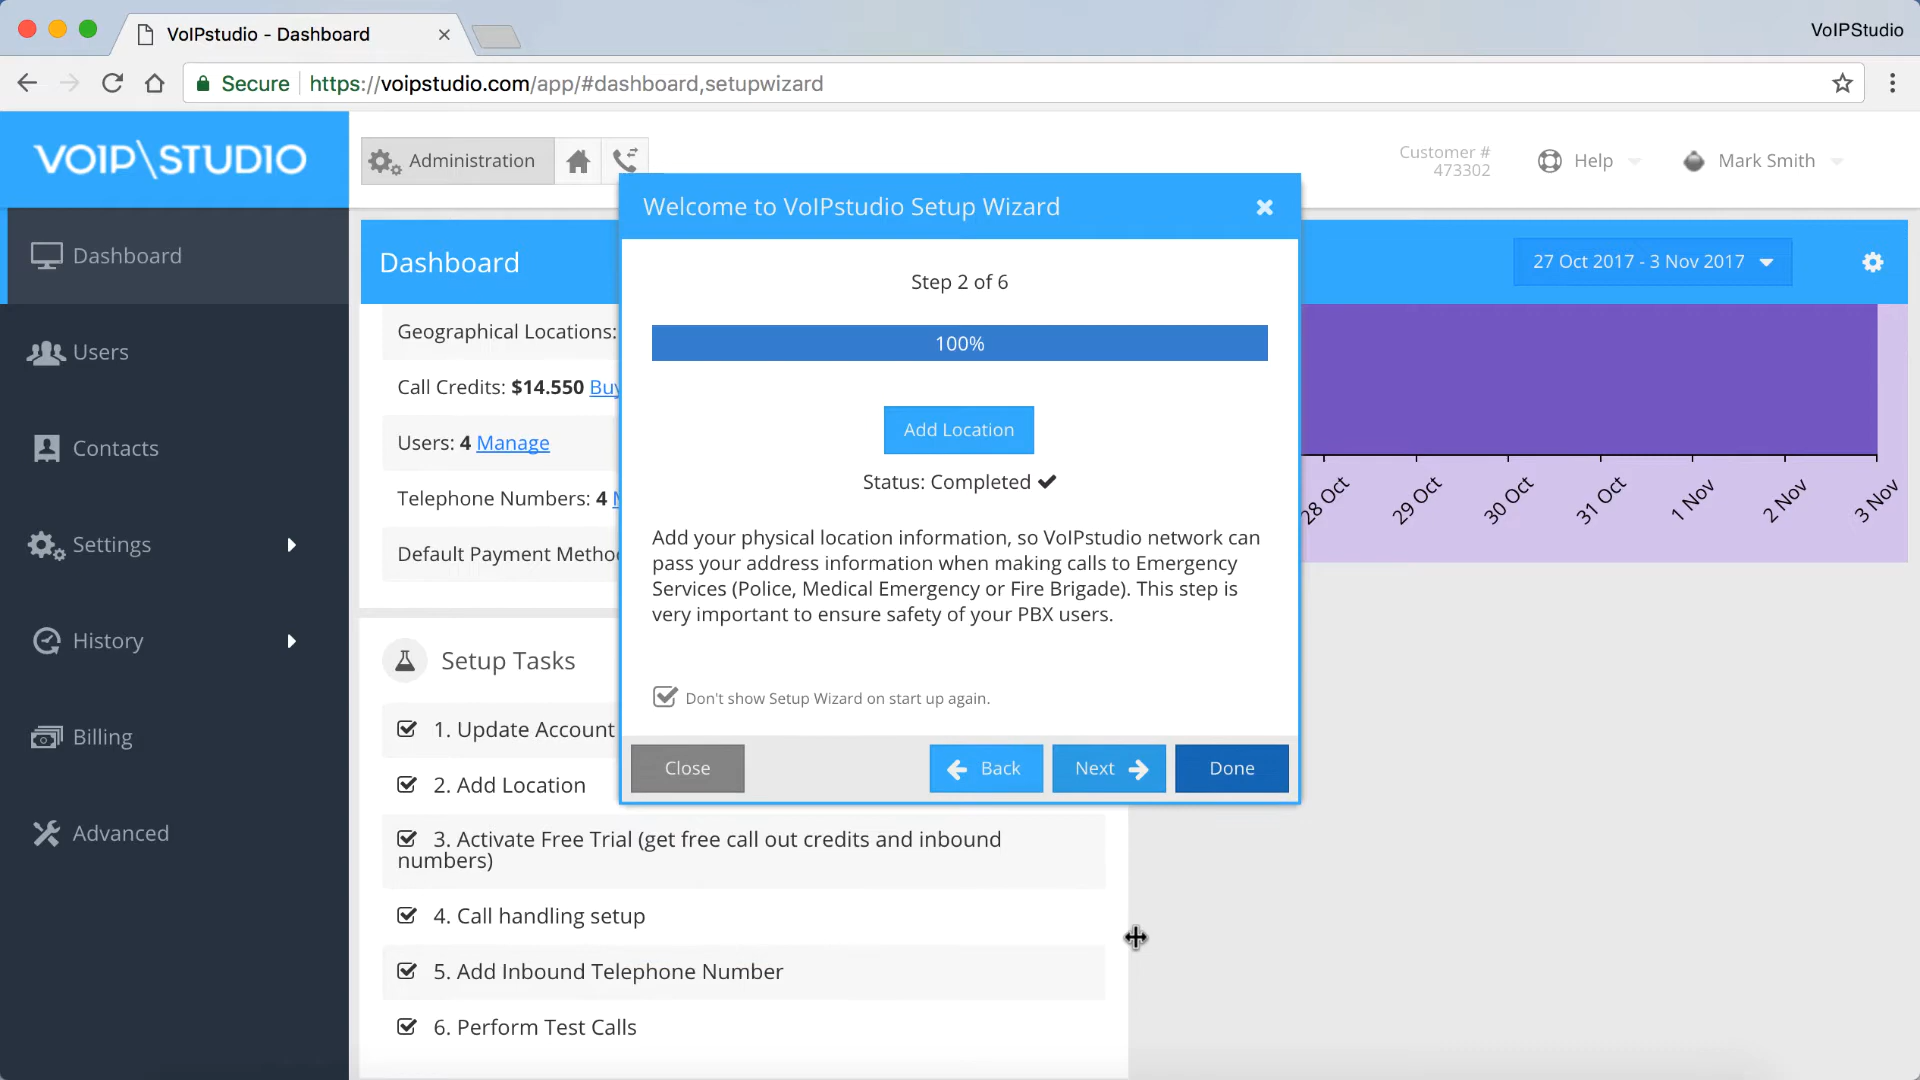 VoIPstudio - Dashboard
VoIPStudio
Secure https://voipstudio.com/app/#dashboard,setupwizard
VOIP\STUDIO
Administration
Customer #
473302
Help
Mark Smith
Dashboard
Users
Contacts
Settings
History
Billing
Advanced
Dashboard
27 Oct 2017 - 3 Nov 2017
Geographical Locations:
Call Credits: $14.550 Buy
Users: 4 Manage
Telephone Numbers: 4
Default Payment
28 Oct
29 Oct
30 Oct
31 Oct
1 Nov
2 Nov
3 Nov
Setup Tasks
1. Update Account
2. Add Location
3. Activate Free Trial (get free call out credits and inbound
numbers)
4. Call handling setup
5. Add Inbound Telephone Number
6. Perform Test Calls
Welcome to VoIPstudio Setup Wizard
Step 2 of 6
100%
Add Location
Status: Completed
Add your physical location information, so VoIPstudio network can
pass your address information when making calls to Emergency
Services (Police, Medical Emergency or Fire Brigade). This step is
very important to ensure safety of your PBX users.
Don't show Setup Wizard on start up again.
Close
Back
Next
Done